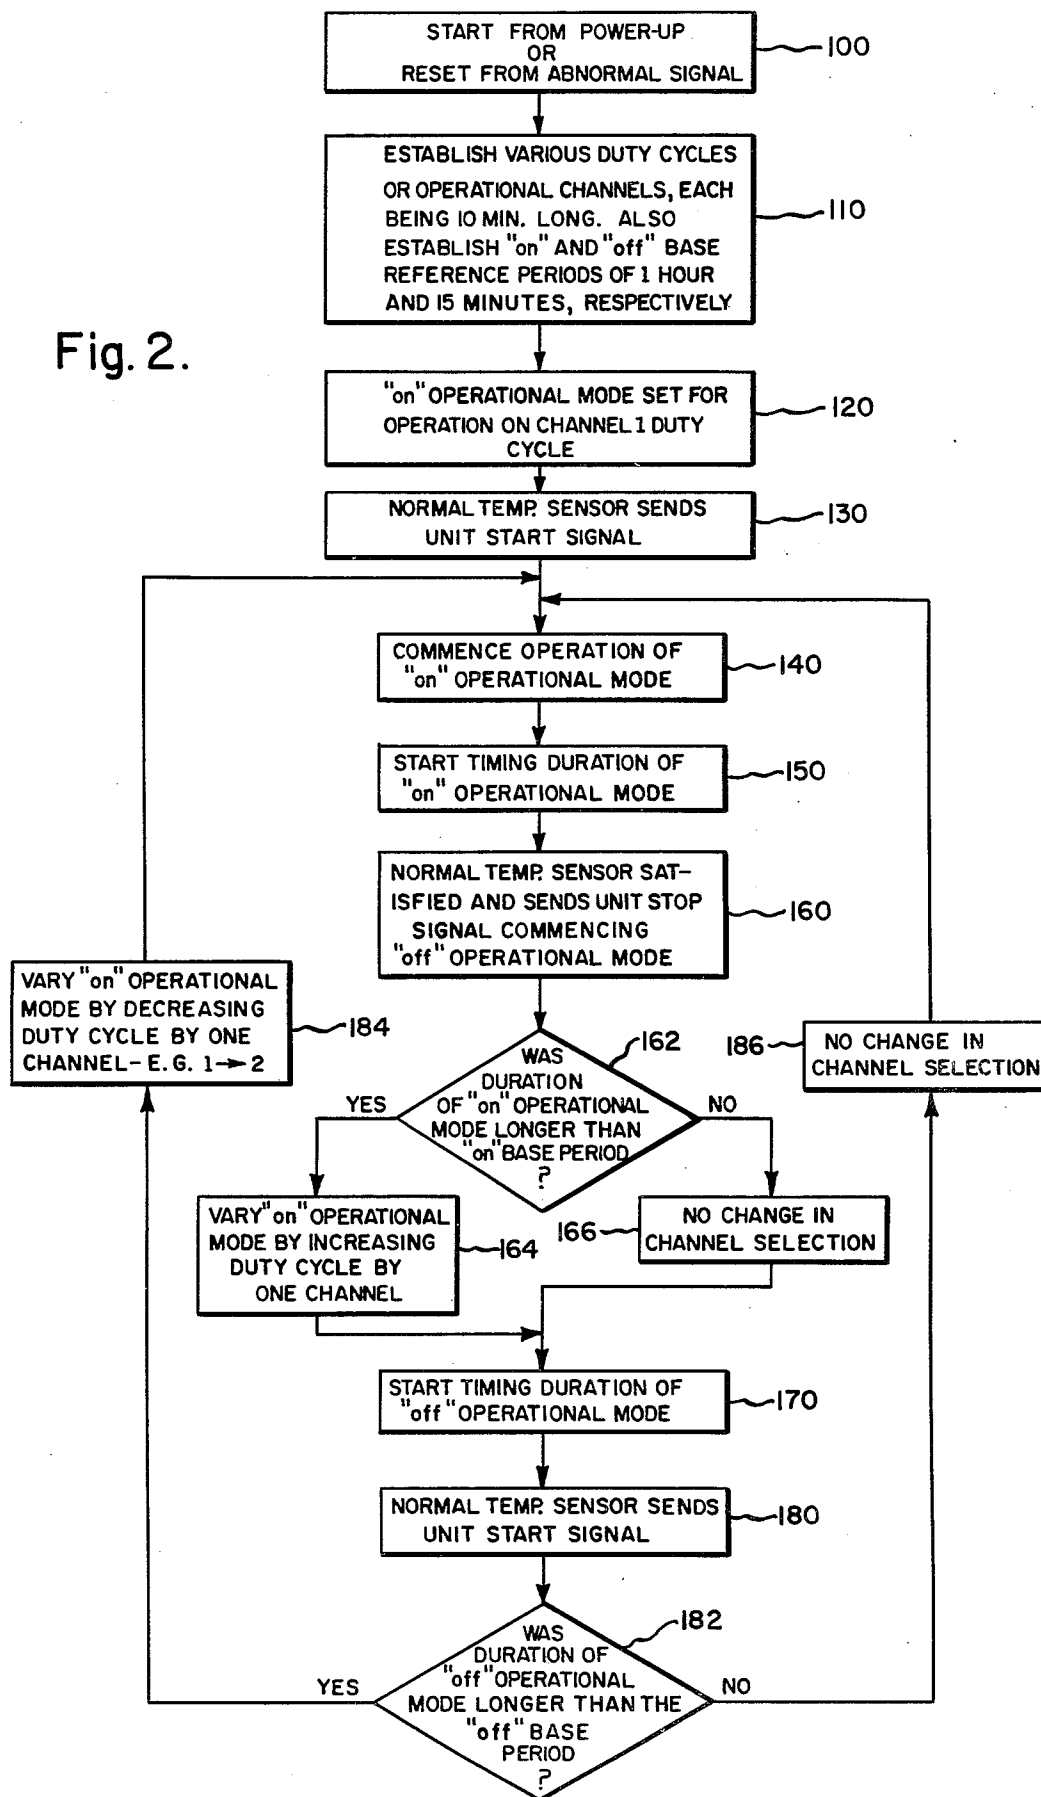 START FROM POWER-UP
OR
RESET FROM ABNORMAL SIGNAL
100
ESTABLISH VARIOUS DUTY CYCLES
OR OPERATIONAL CHANNELS, EACH
BEING 10 MIN. LONG. ALSO
ESTABLISH "on" AND "off" BASE
REFERENCE PERIODS OF 1 HOUR
AND 15 MINUTES, RESPECTIVELY
110
Fig. 2.
"on" OPERATIONAL MODE SET FOR
OPERATION ON CHANNEL 1 DUTY
CYCLE
120
NORMAL TEMP. SENSOR SENDS
UNIT START SIGNAL
130
COMMENCE OPERATION OF
"on" OPERATIONAL MODE
140
START TIMING DURATION OF
"on" OPERATIONAL MODE
150
NORMAL TEMP. SENSOR SAT-
ISFIED AND SENDS UNIT STOP
SIGNAL COMMENCING
"off" OPERATIONAL MODE
160
VARY "on" OPERATIONAL
MODE BY DECREASING
DUTY CYCLE BY ONE
CHANNEL - E.G. 1→2
184
186
NO CHANGE IN
CHANNEL SELECTION
162
WAS
DURATION
OF "on" OPERATIONAL
MODE LONGER THAN
"on" BASE PERIOD
?
YES
NO
VARY "on" OPERATIONAL
MODE BY INCREASING
DUTY CYCLE BY
ONE CHANNEL
164
166
NO CHANGE IN
CHANNEL SELECTION
START TIMING DURATION OF
"off" OPERATIONAL MODE
170
NORMAL TEMP. SENSOR SENDS
UNIT START SIGNAL
180
182
WAS
DURATION OF
"off" OPERATIONAL
MODE LONGER THAN THE
"off" BASE
PERIOD
?
YES
NO